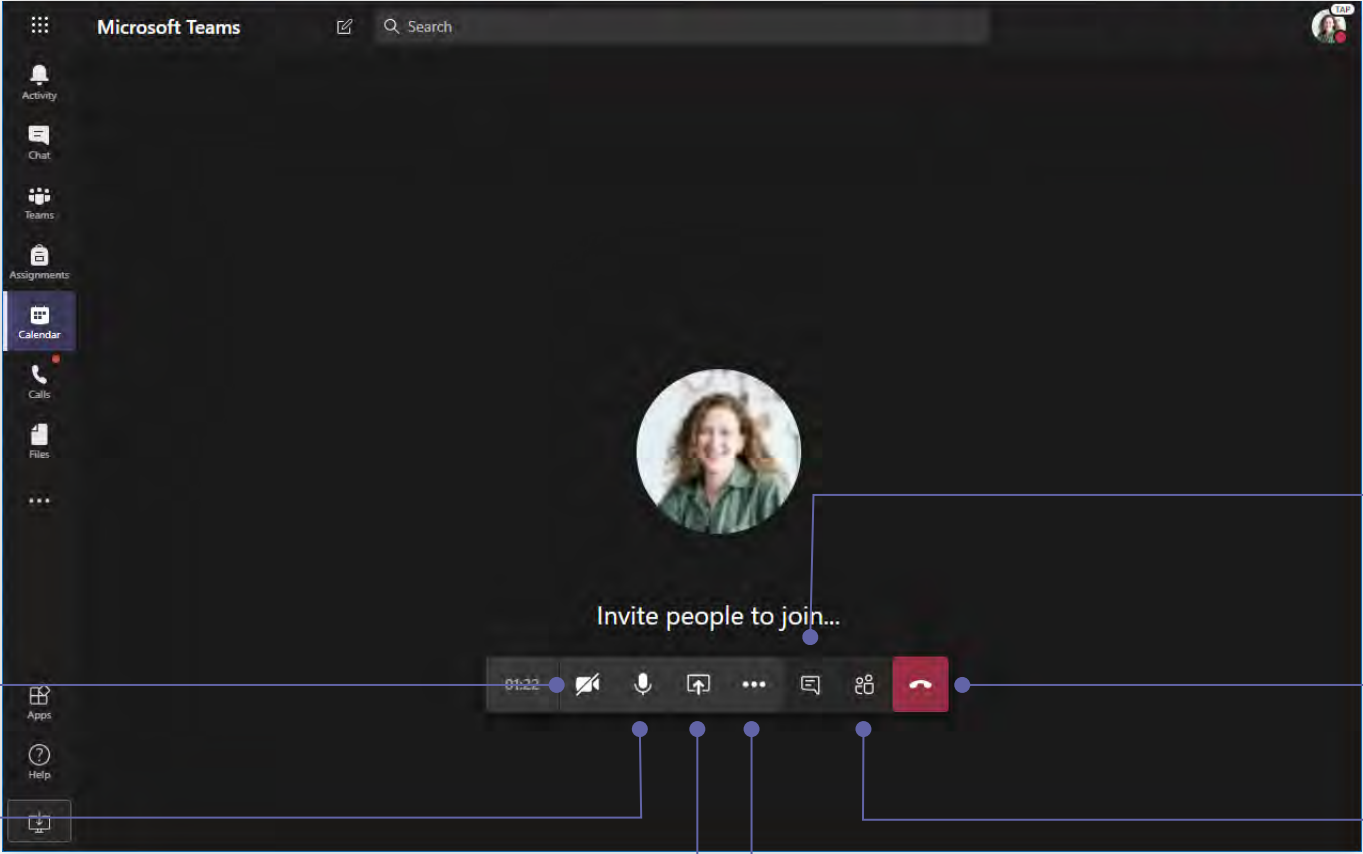 Microsoft Teams
Search
TAP
Activity
Chat
Teams
Assignments
Calendar
Calls
Files
Invite people to join...
01:22
Apps
Help